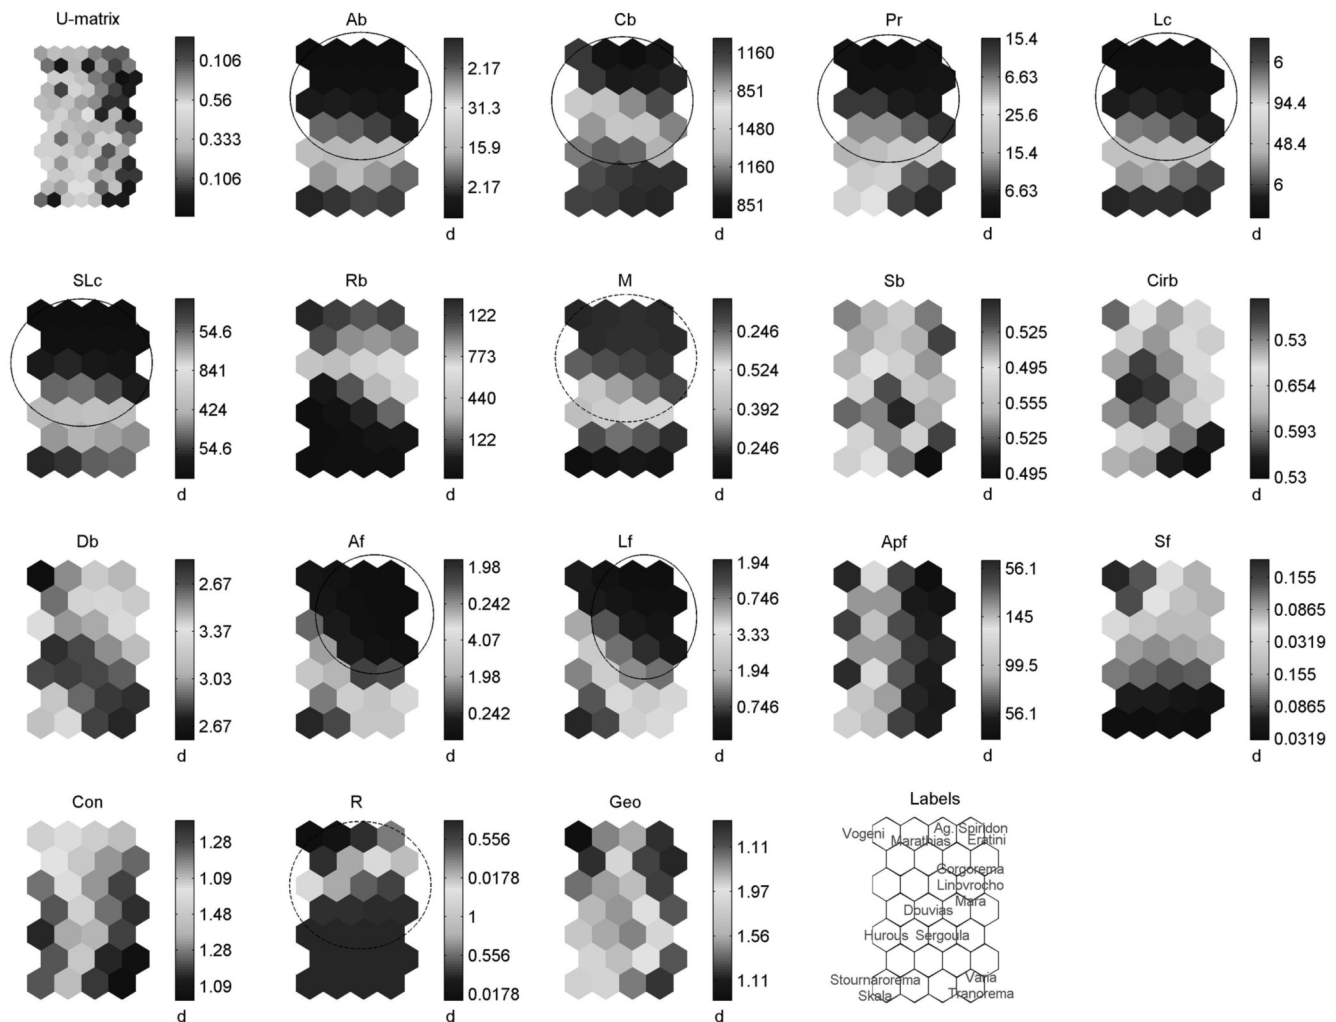 U-matrix
0.106
0.56
0.333
0.106
Ab
2.17
31.3
15.9
2.17
d
Cb
1160
851
1480
1160
851
d
Pr
15.4
6.63
25.6
15.4
6.63
d
Lc
6
94.4
48.4
6
d
SLc
54.6
841
424
54.6
d
Rb
122
773
440
122
d
M
0.246
0.524
0.392
0.246
d
Sb
0.525
0.495
0.555
0.525
0.495
d
Cirb
0.53
0.654
0.593
0.53
d
Db
2.67
3.37
3.03
2.67
d
Af
1.98
0.242
4.07
1.98
0.242
d
Lf
1.94
0.746
3.33
1.94
0.746
d
Apf
56.1
145
99.5
56.1
d
Sf
0.155
0.0865
0.0319
0.155
0.0865
0.0319
d
Con
1.28
1.09
1.48
1.28
1.09
d
R
0.556
0.0178
1
0.556
0.0178
d
Geo
1.11
1.97
1.56
1.11
d
Labels
Ag. Spiridon
Vogeni
Marathias Eratini
Gorgorema
Linovrocho
Mara
Douvias
Hurous Sergoula
Stournarorema Varia
Skala Tranorema